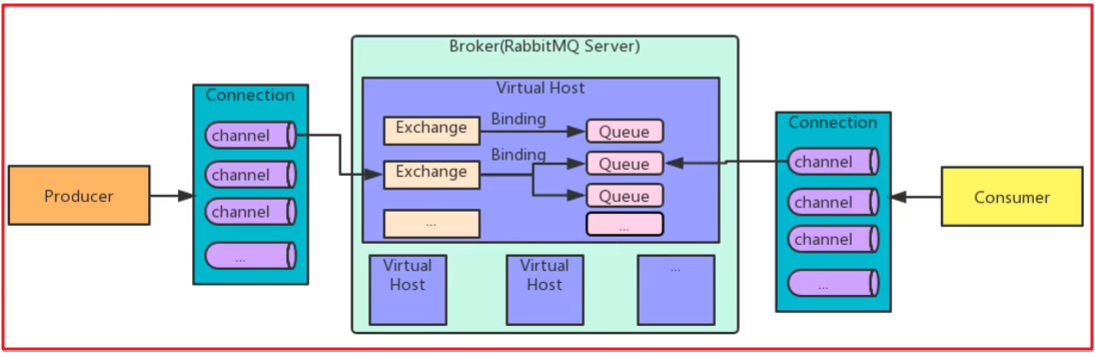 Broker(RabbitMQ Server)
Virtual Host
Connection
channel
channel
channel
...
Producer
Exchange
Binding
Queue
Exchange
Binding
Queue
Queue
...
...
Virtual
Host
Virtual
Host
...
Connection
channel
channel
channel
...
Consumer